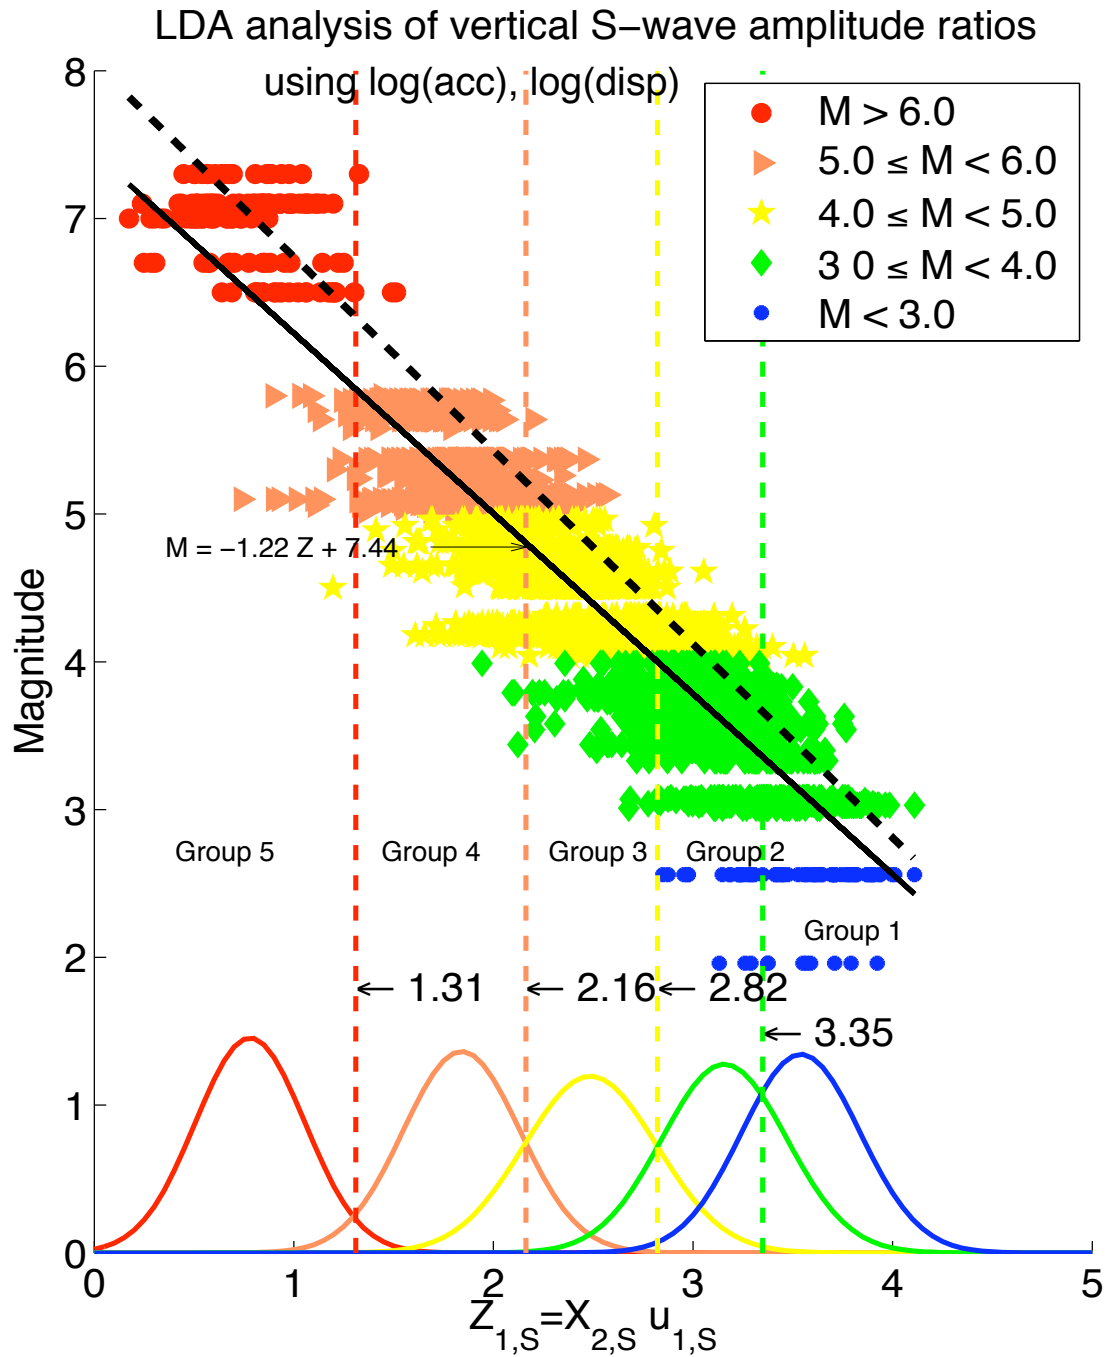 LDA analysis of vertical S−wave amplitude ratios
using log(acc), log(disp)
M > 6.0
5.0 ≤ M < 6.0
4.0 ≤ M < 5.0
3 0 ≤ M < 4.0
M < 3.0
8
7
6
5
4
3
2
1
0
Magnitude
M = −1.22 Z + 7.44
Group 5
Group 4
Group 3
Group 2
Group 1
← 1.31
← 2.16
← 2.82
← 3.35
0 1 2 3 4 5
Z1,S=X2,S u1,S